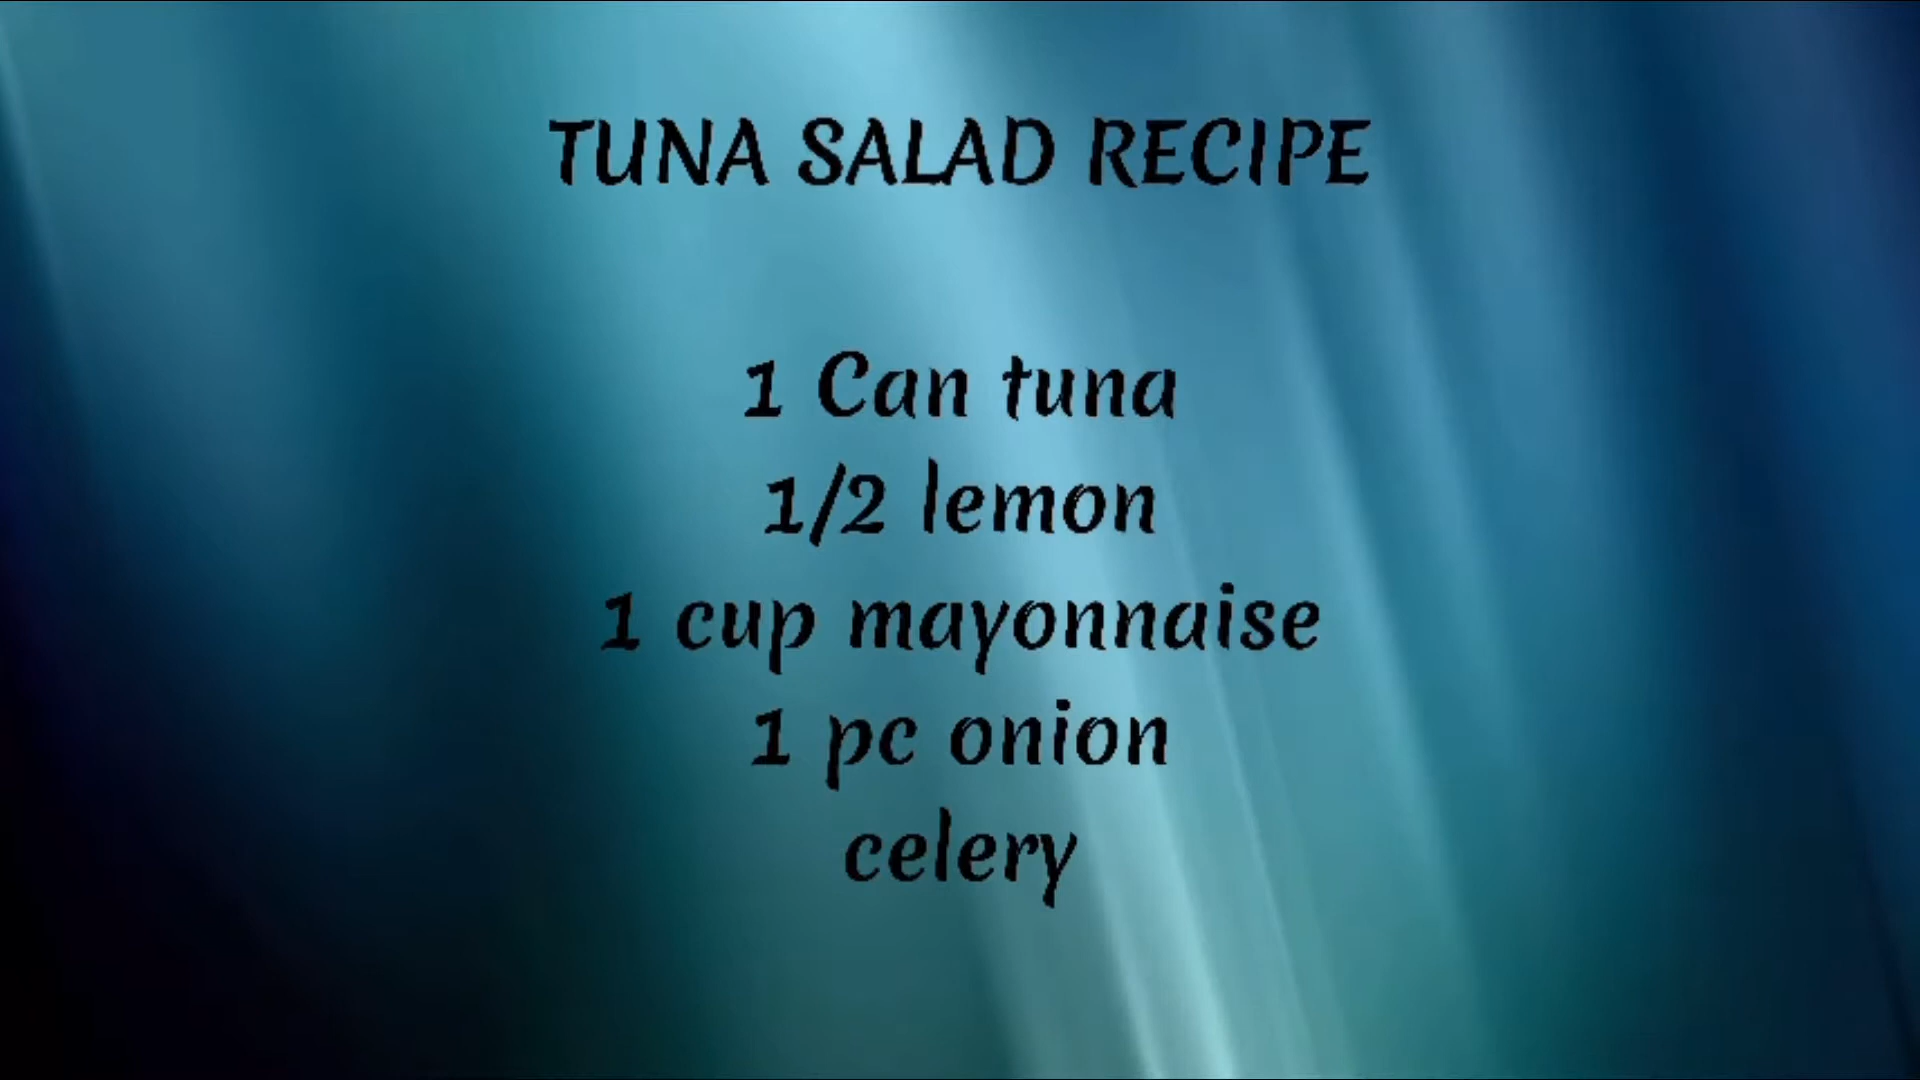 TUNA SALAD RECIPE
1 Can tuna
1/2 lemon
1 cup mayonnaise
1 pc onion
celery